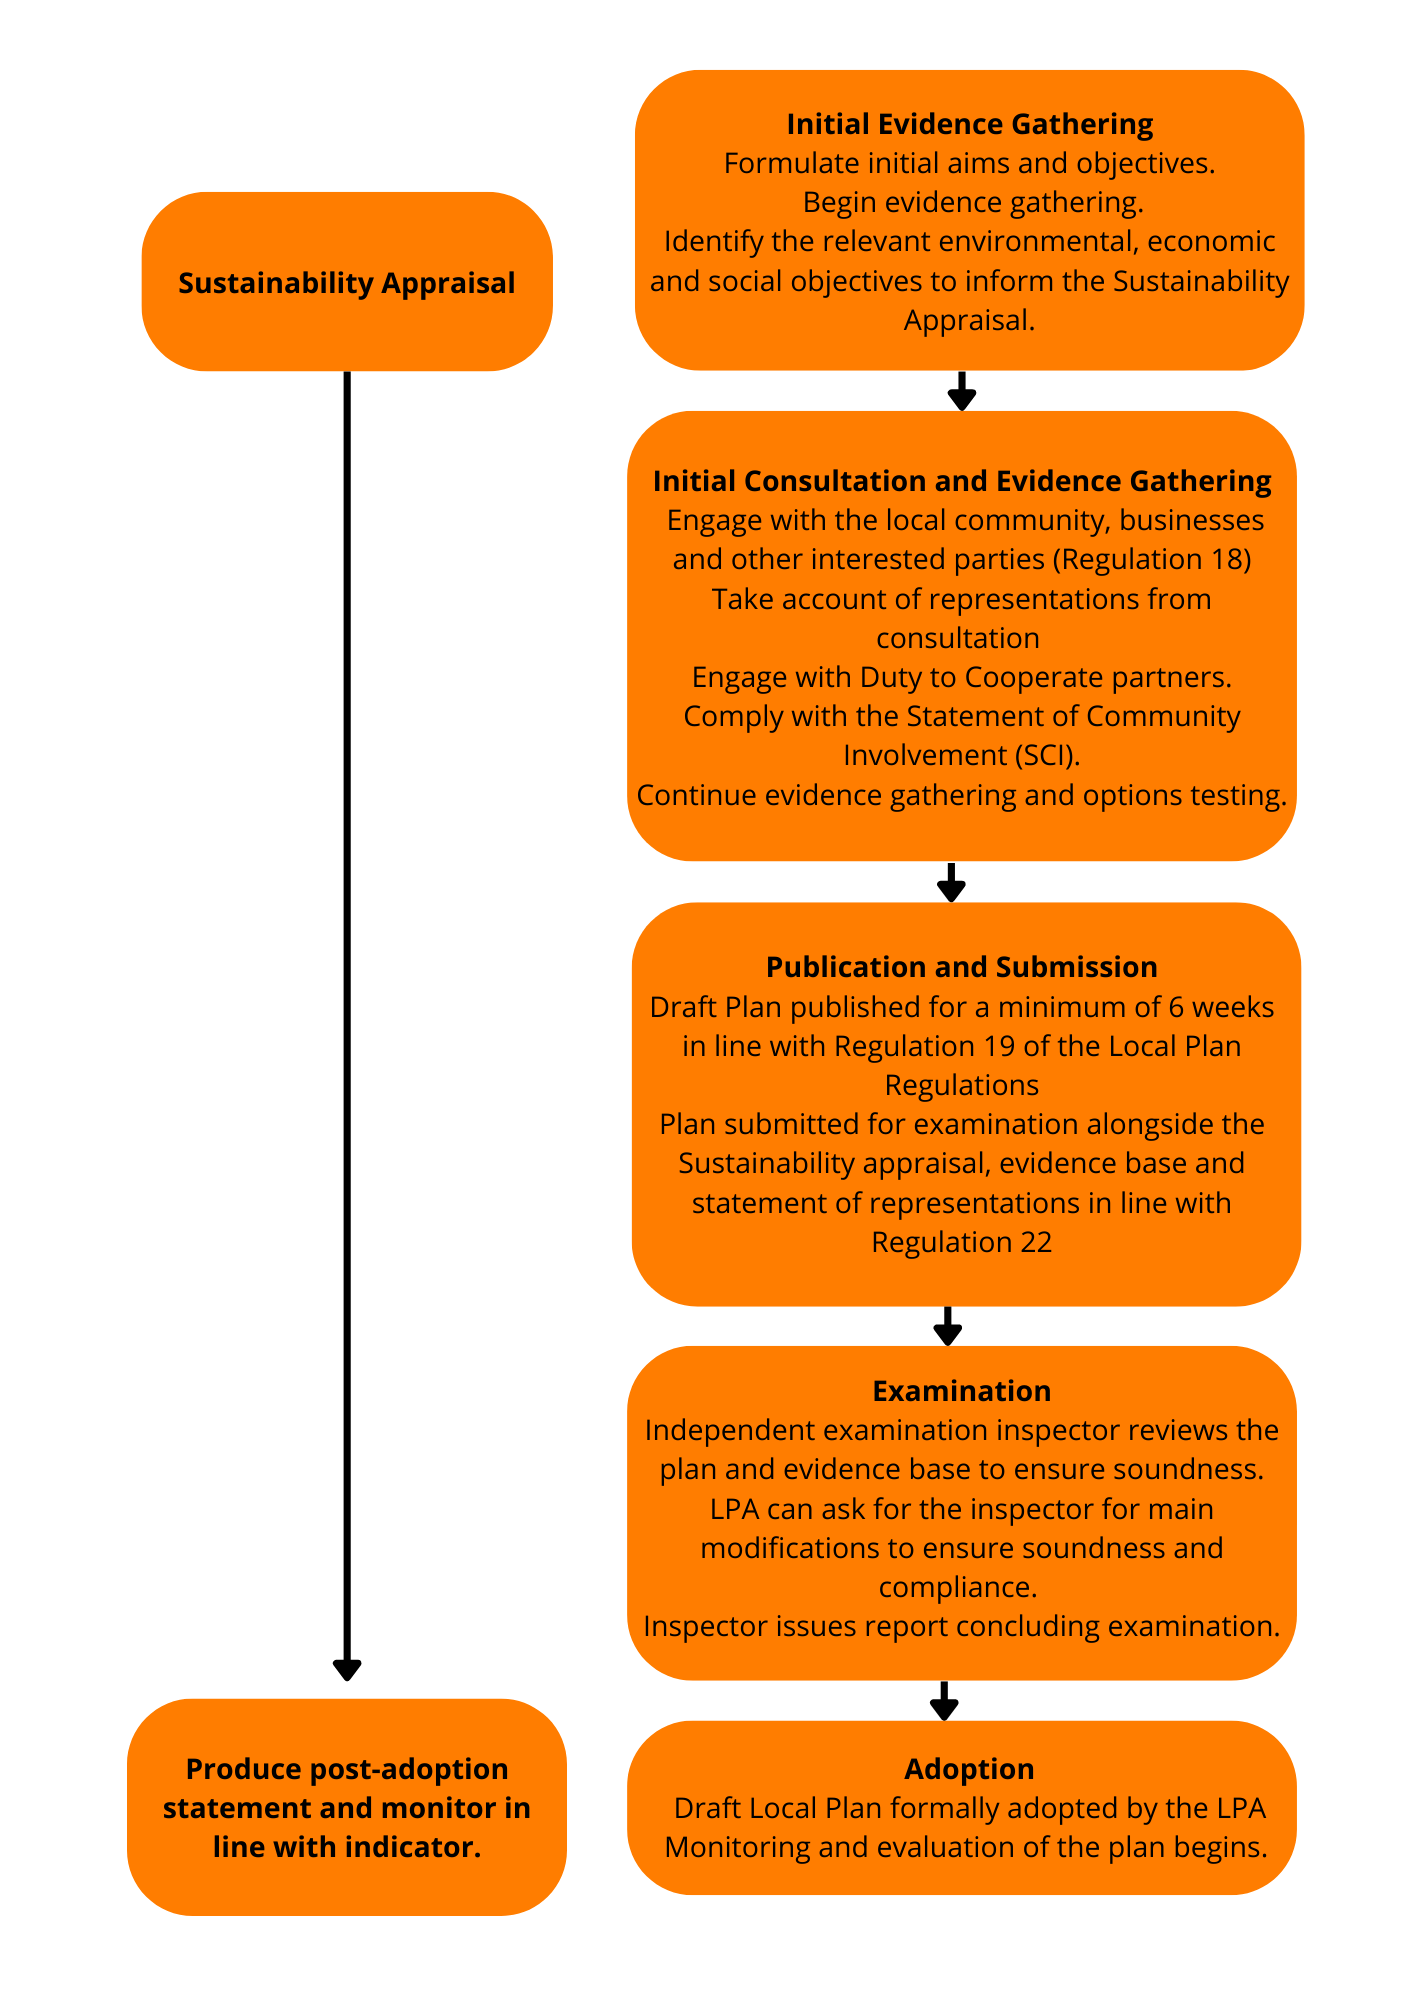 Sustainability Appraisal
Produce post-adoption
statement and monitor in
line with indicator.
Initial Evidence Gathering
Formulate initial aims and objectives.
Begin evidence gathering.
Identify the relevant environmental, economic
and social objectives to inform the Sustainability
Appraisal.
Initial Consultation and Evidence Gathering
Engage with the local community, businesses
and other interested parties (Regulation 18)
Take account of representations from
consultation
Engage with Duty to Cooperate partners.
Comply with the Statement of Community
Involvement (SCI).
Continue evidence gathering and options testing.
Publication and Submission
Draft Plan published for a minimum of 6 weeks
in line with Regulation 19 of the Local Plan
Regulations
Plan submitted for examination alongside the
Sustainability appraisal, evidence base and
statement of representations in line with
Regulation 22
Examination
Independent examination inspector reviews the
plan and evidence base to ensure soundness.
LPA can ask for the inspector for main
modifications to ensure soundness and
compliance.
Inspector issues report concluding examination.
Adoption
Draft Local Plan formally adopted by the LPA
Monitoring and evaluation of the plan begins.